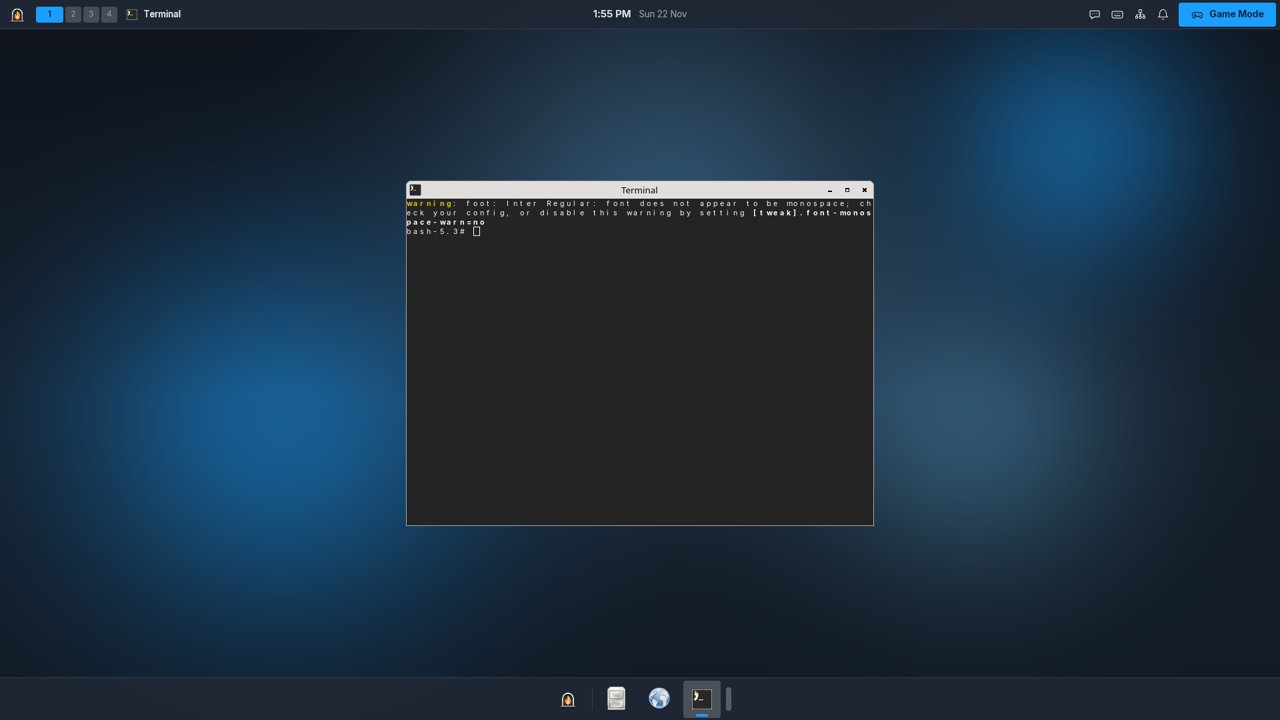 1 2 3 4 Terminal 1:55 PM Sun 22 Nov Game Mode
Terminal
warning: foot: Inter Regular: font does not appear to be monospace; ch
eck your config, or disable this warning by setting [tweak].font-monos
pace-warn=no
bash-5.3#